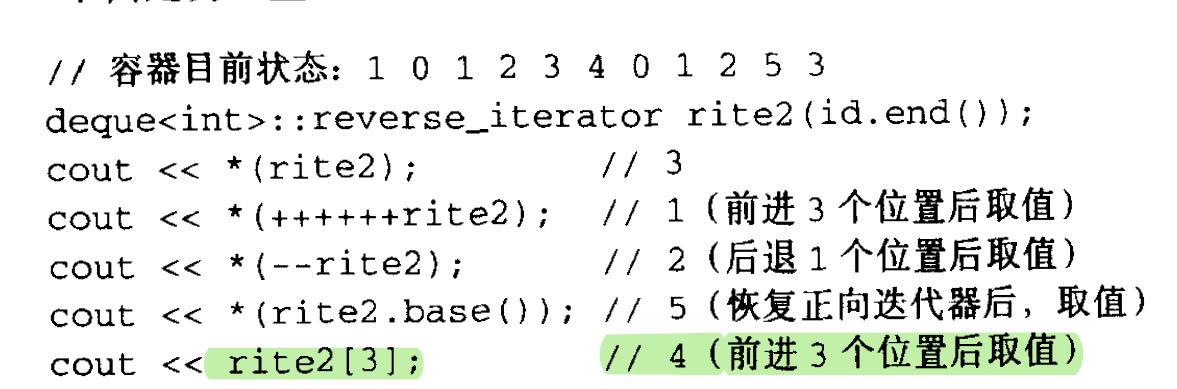 // 容器目前状态: 1 0 1 2 3 4 0 1 2 5 3
deque<int>::reverse_iterator rite2(id.end());
cout << *(rite2); // 3
cout << *(++++++rite2); // 1 (前进 3 个位置后取值)
cout << *(--rite2); // 2 (后退 1 个位置后取值)
cout << *(rite2.base()); // 5 (恢复正向迭代器后, 取值)
cout << rite2[3]; // 4 (前进 3 个位置后取值)